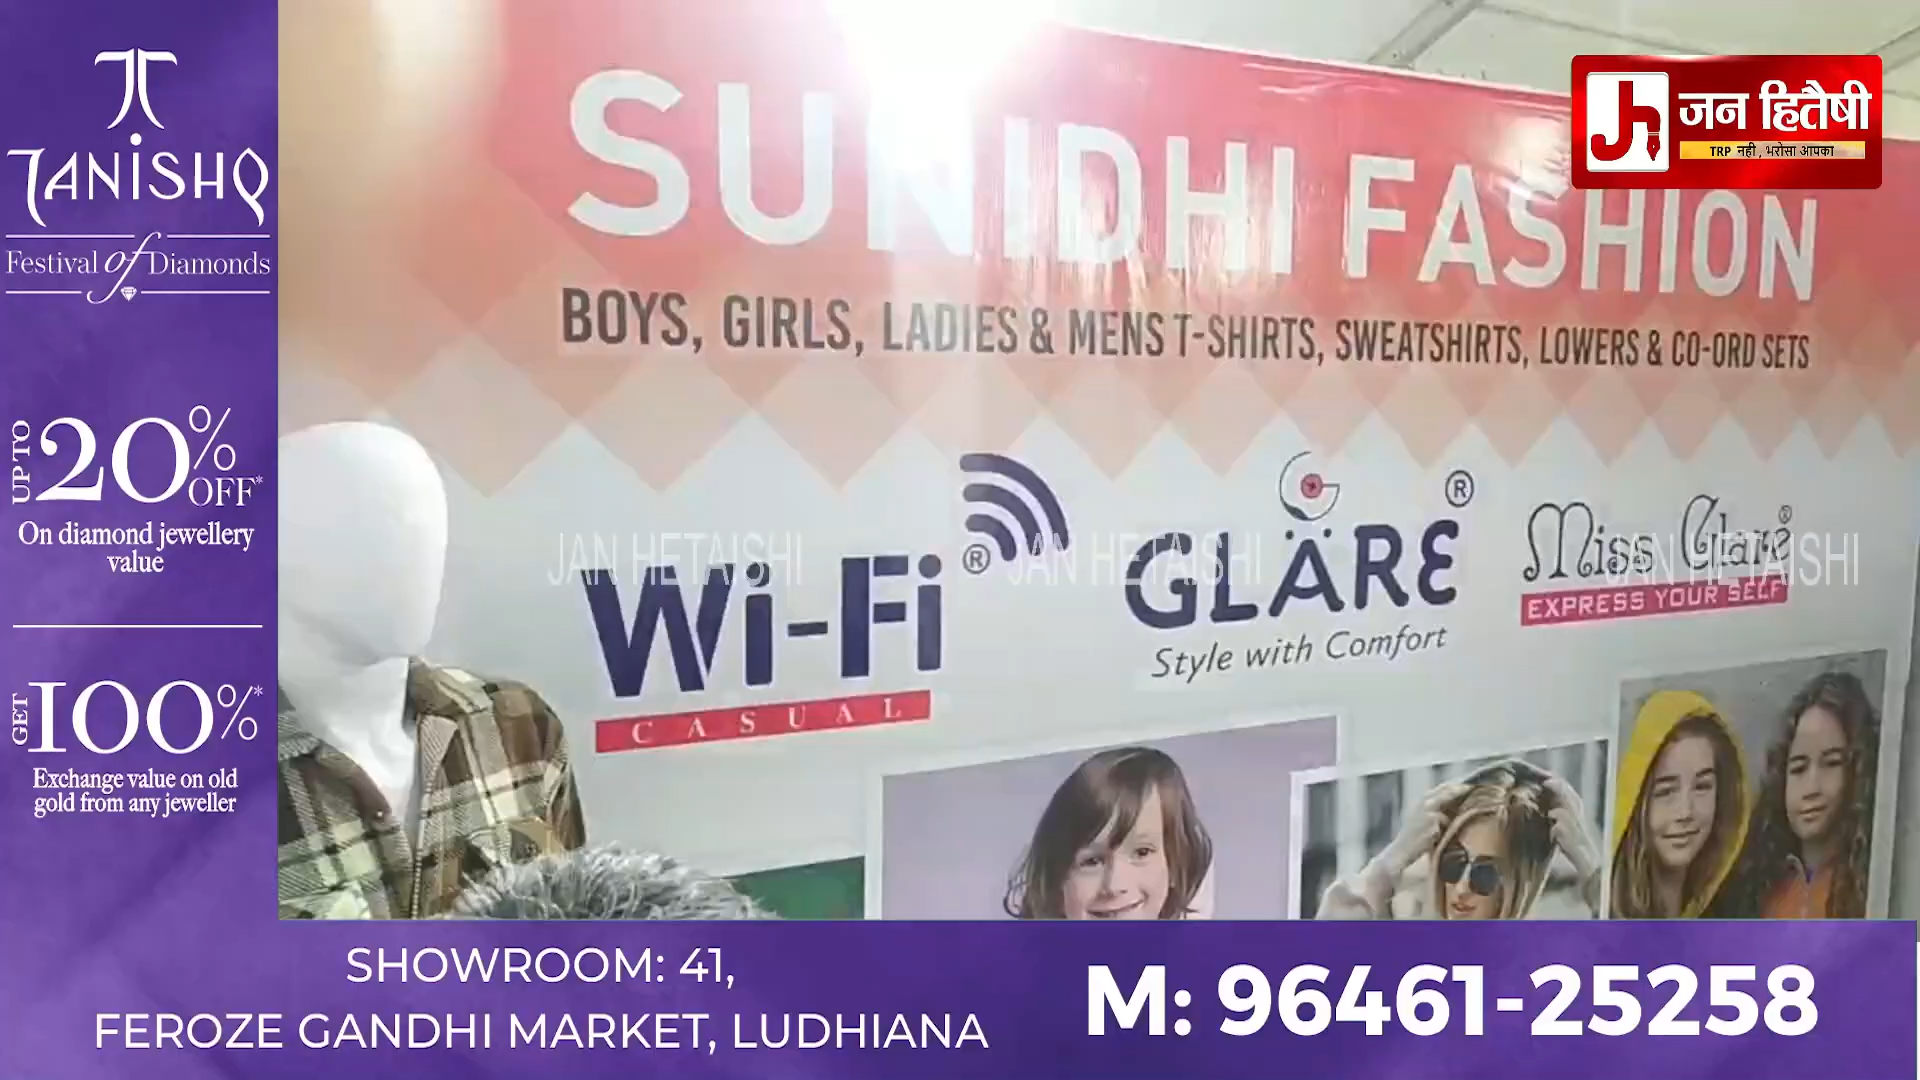 TANISHQ
Festival of Diamonds
UP TO 20% OFF*
On diamond jewellery
value
GET 100%*
Exchange value on old
gold from any jeweller
जन हितैषी
TRP नही , भरोसा आपका
SUNIDHI FASHION
BOYS, GIRLS, LADIES & MENS T-SHIRTS, SWEATSHIRTS, LOWERS & CO-ORD SETS
Wi-Fi ®
CASUAL
GLÄRE ®
Style with Comfort
Miss Glare ®
EXPRESS YOUR SELF
JAN HETAISHI JAN HETAISHI JAN HETAISHI
SHOWROOM: 41,
FEROZE GANDHI MARKET, LUDHIANA
M: 96461-25258